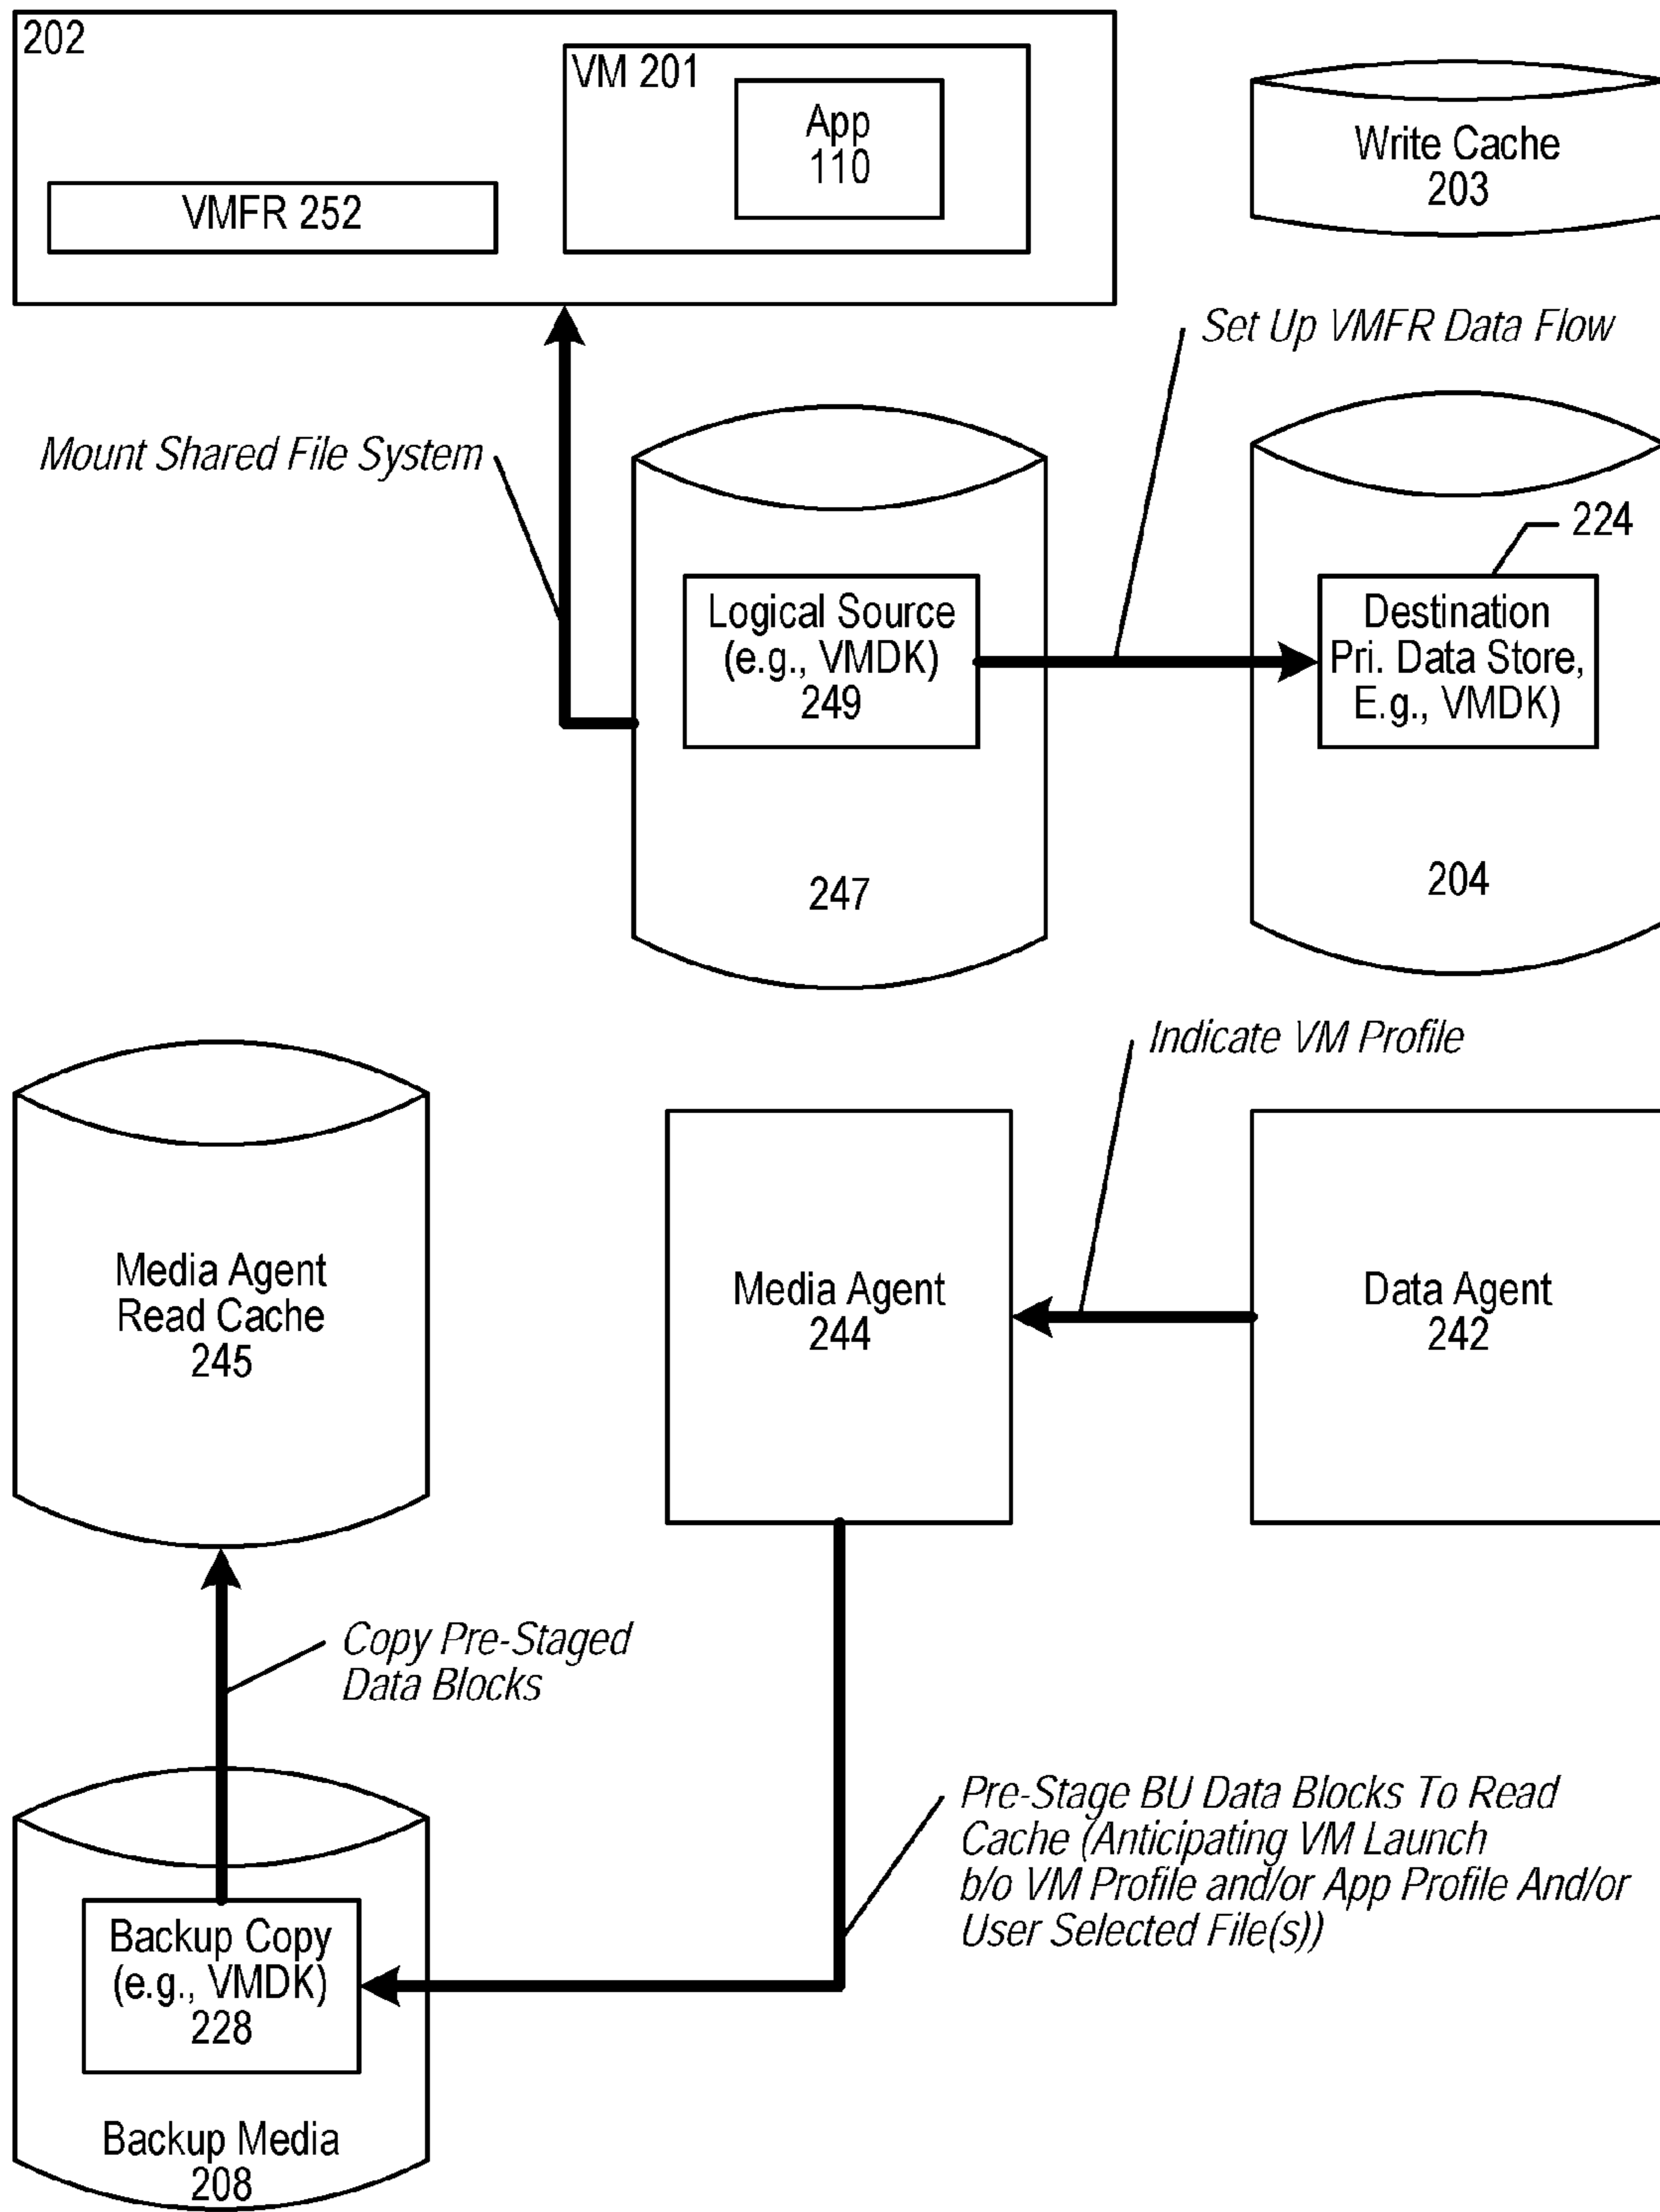 202
VM 201
App
110
VMFR 252
Write Cache
203
Set Up VMFR Data Flow
Mount Shared File System
224
Logical Source
(e.g., VMDK)
249
Destination
Pri. Data Store,
E.g., VMDK)
247
204
Indicate VM Profile
Media Agent
Read Cache
245
Media Agent
244
Data Agent
242
Copy Pre-Staged
Data Blocks
Pre-Stage BU Data Blocks To Read
Cache (Anticipating VM Launch
b/o VM Profile and/or App Profile And/or
User Selected File(s))
Backup Copy
(e.g., VMDK)
228
Backup Media
208